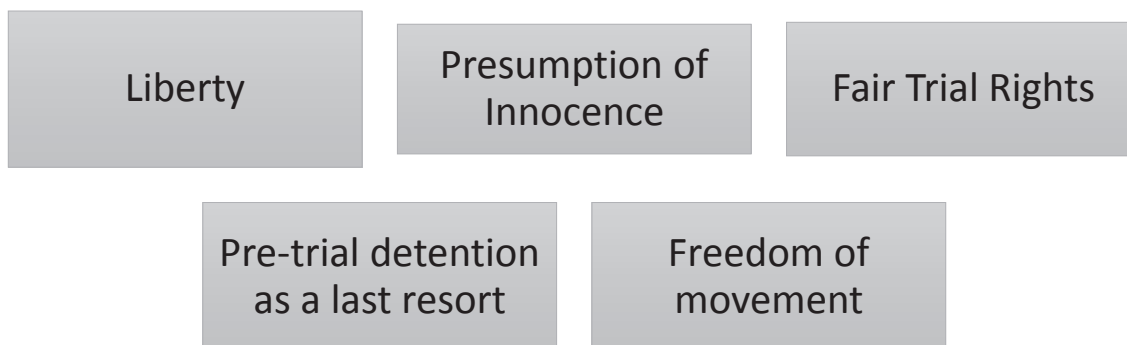 Liberty
Presumption of
Innocence
Fair Trial Rights
Pre-trial detention
as a last resort
Freedom of
movement